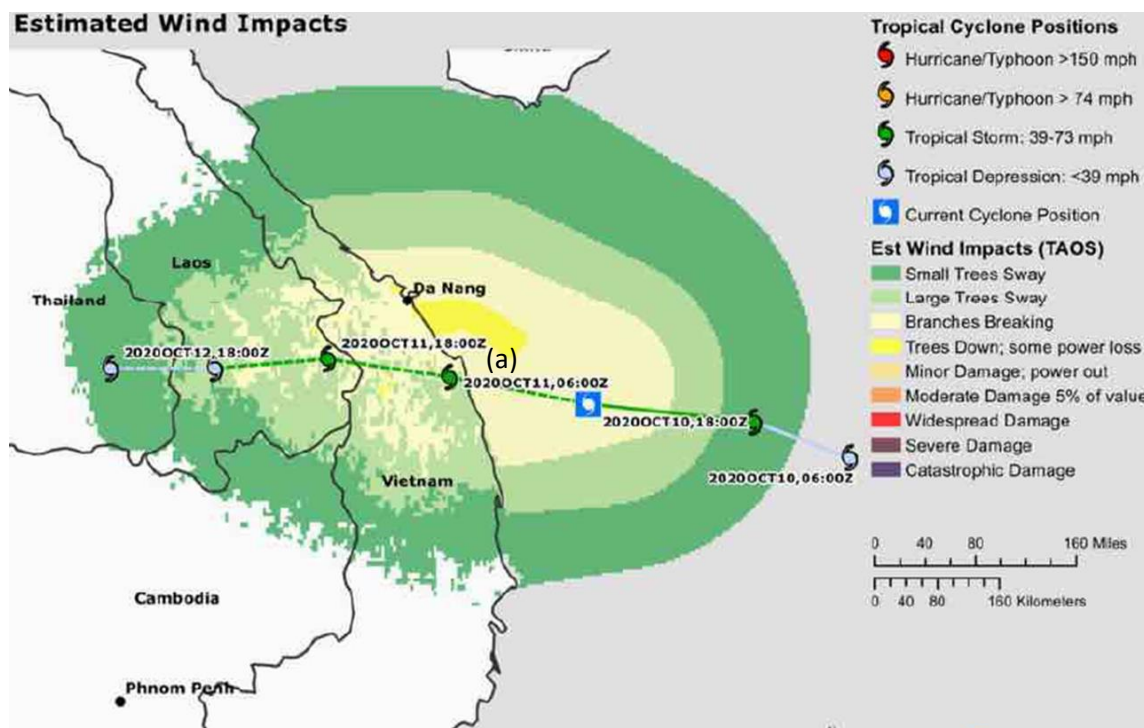 Estimated Wind Impacts
Laos
Thailand
Da Nang
2020OCT12,18:00Z
2020OCT11,18:00Z
(a)
2020OCT11,06:00Z
2020OCT10,18:00Z
2020OCT10,06:00Z
Vietnam
Cambodia
Phnom Penh
Tropical Cyclone Positions
Hurricane/Typhoon >150 mph
Hurricane/Typhoon > 74 mph
Tropical Storm: 39-73 mph
Tropical Depression: <39 mph
Current Cyclone Position
Est Wind Impacts (TAOS)
Small Trees Sway
Large Trees Sway
Branches Breaking
Trees Down; some power loss
Minor Damage; power out
Moderate Damage 5% of value
Widespread Damage
Severe Damage
Catastrophic Damage
0 40 80 160 Miles
0 40 80 160 Kilometers